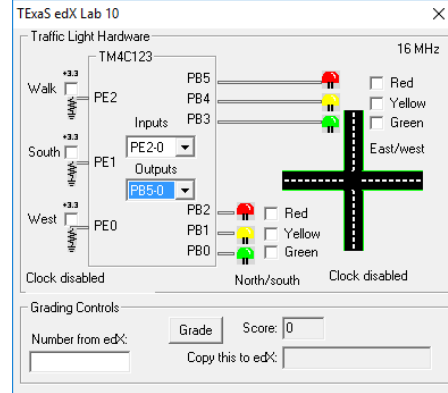 TExaS edX Lab 10
Traffic Light Hardware
16 MHz
TM4C123
+3.3
Walk
PE2
PB5
PB4
PB3
Red
Yellow
Green
Inputs
PE2-0
+3.3
South
PE1
East/west
Outputs
PB5-0
+3.3
West
PE0
PB2
PB1
PB0
Red
Yellow
Green
Clock disabled
North/south
Clock disabled
Grading Controls
Number from edX:
Grade
Score: 0
Copy this to edX: